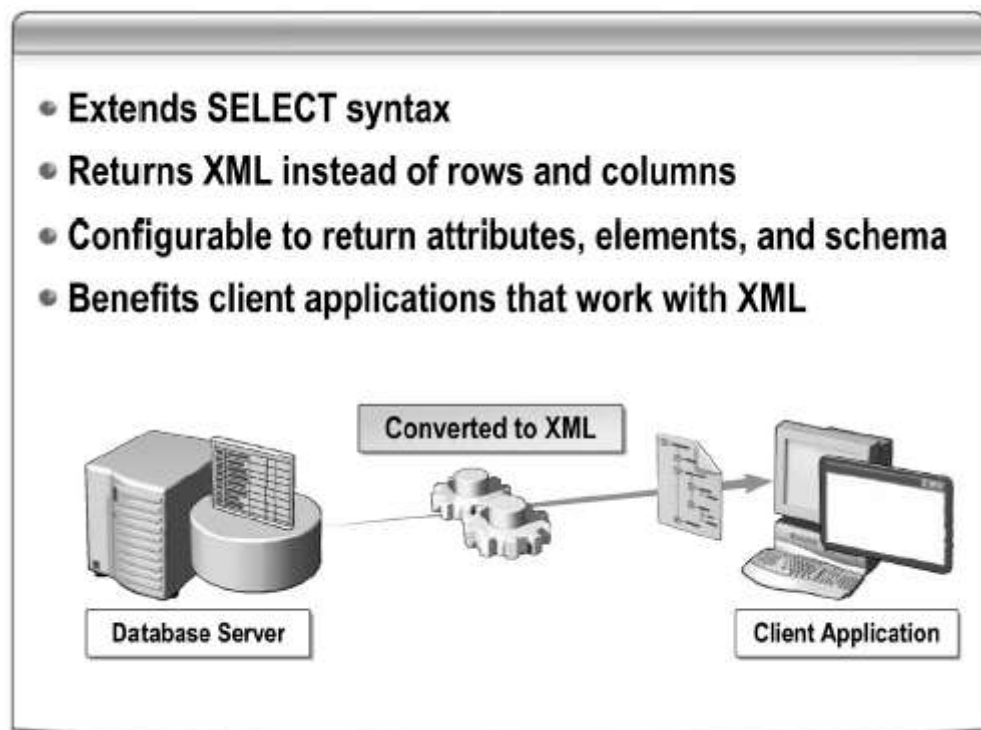 Extends SELECT syntax
Returns XML instead of rows and columns
Configurable to return attributes, elements, and schema
Benefits client applications that work with XML
Converted to XML
Database Server
Client Application